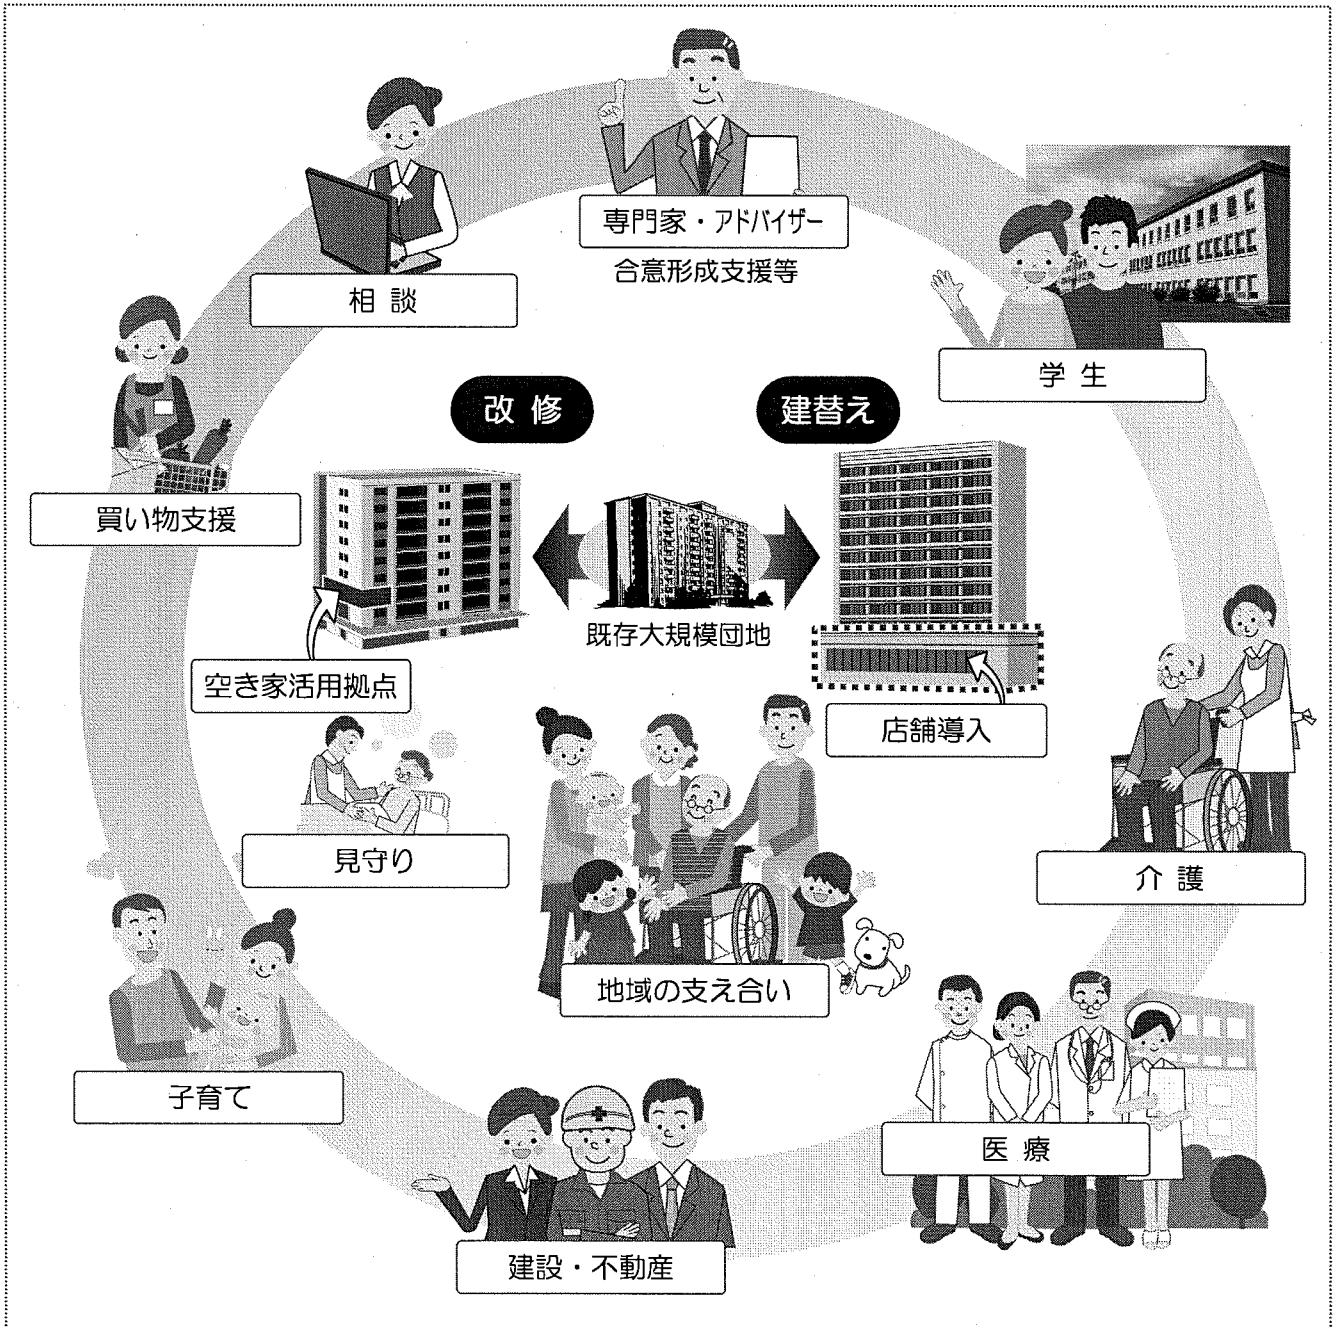 専門家・アドバイザー
合意形成支援等
相 談
学 生
改 修
建替え
買い物支援
既存大規模団地
空き家活用拠点
店舗導入
見守り
介 護
地域の支え合い
子育て
医 療
建設・不動産